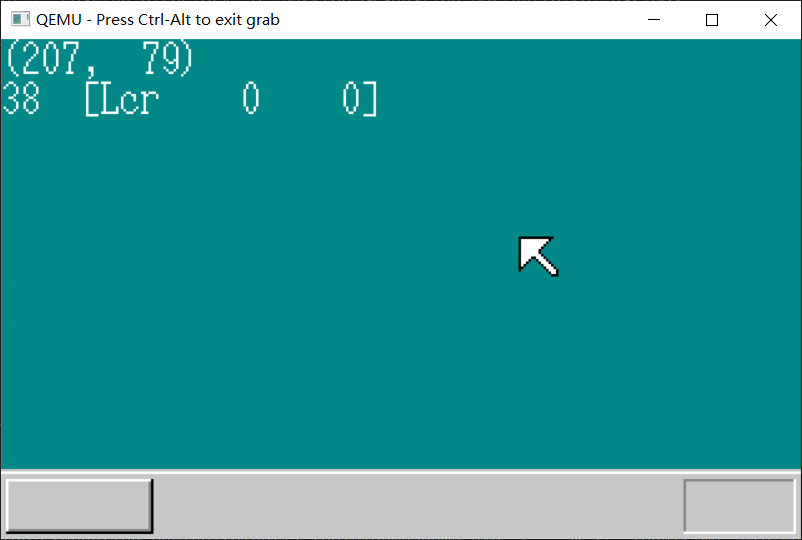 QEMU - Press Ctrl-Alt to exit grab
(207, 79)
38 [Lcr 0 0]